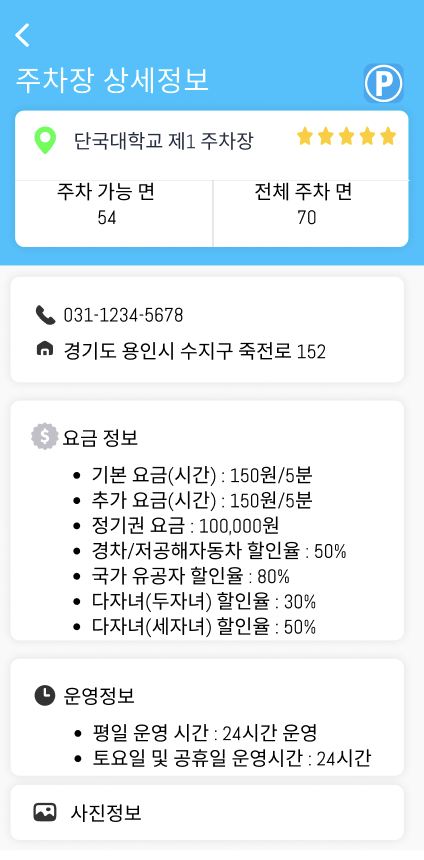 주차장 상세정보
P
단국대학교 제1 주차장
주차 가능 면
54
전체 주차 면
70
031-1234-5678
경기도 용인시 수지구 죽전로 152
$ 요금 정보
• 기본 요금(시간) : 150원/5분
• 추가 요금(시간) : 150원/5분
• 정기권 요금 : 100,000원
• 경차/저공해자동차 할인율 : 50%
• 국가 유공자 할인율 : 80%
• 다자녀(두자녀) 할인율 : 30%
• 다자녀(세자녀) 할인율 : 50%
운영정보
• 평일 운영 시간 : 24시간 운영
• 토요일 및 공휴일 운영시간 : 24시간
사진정보